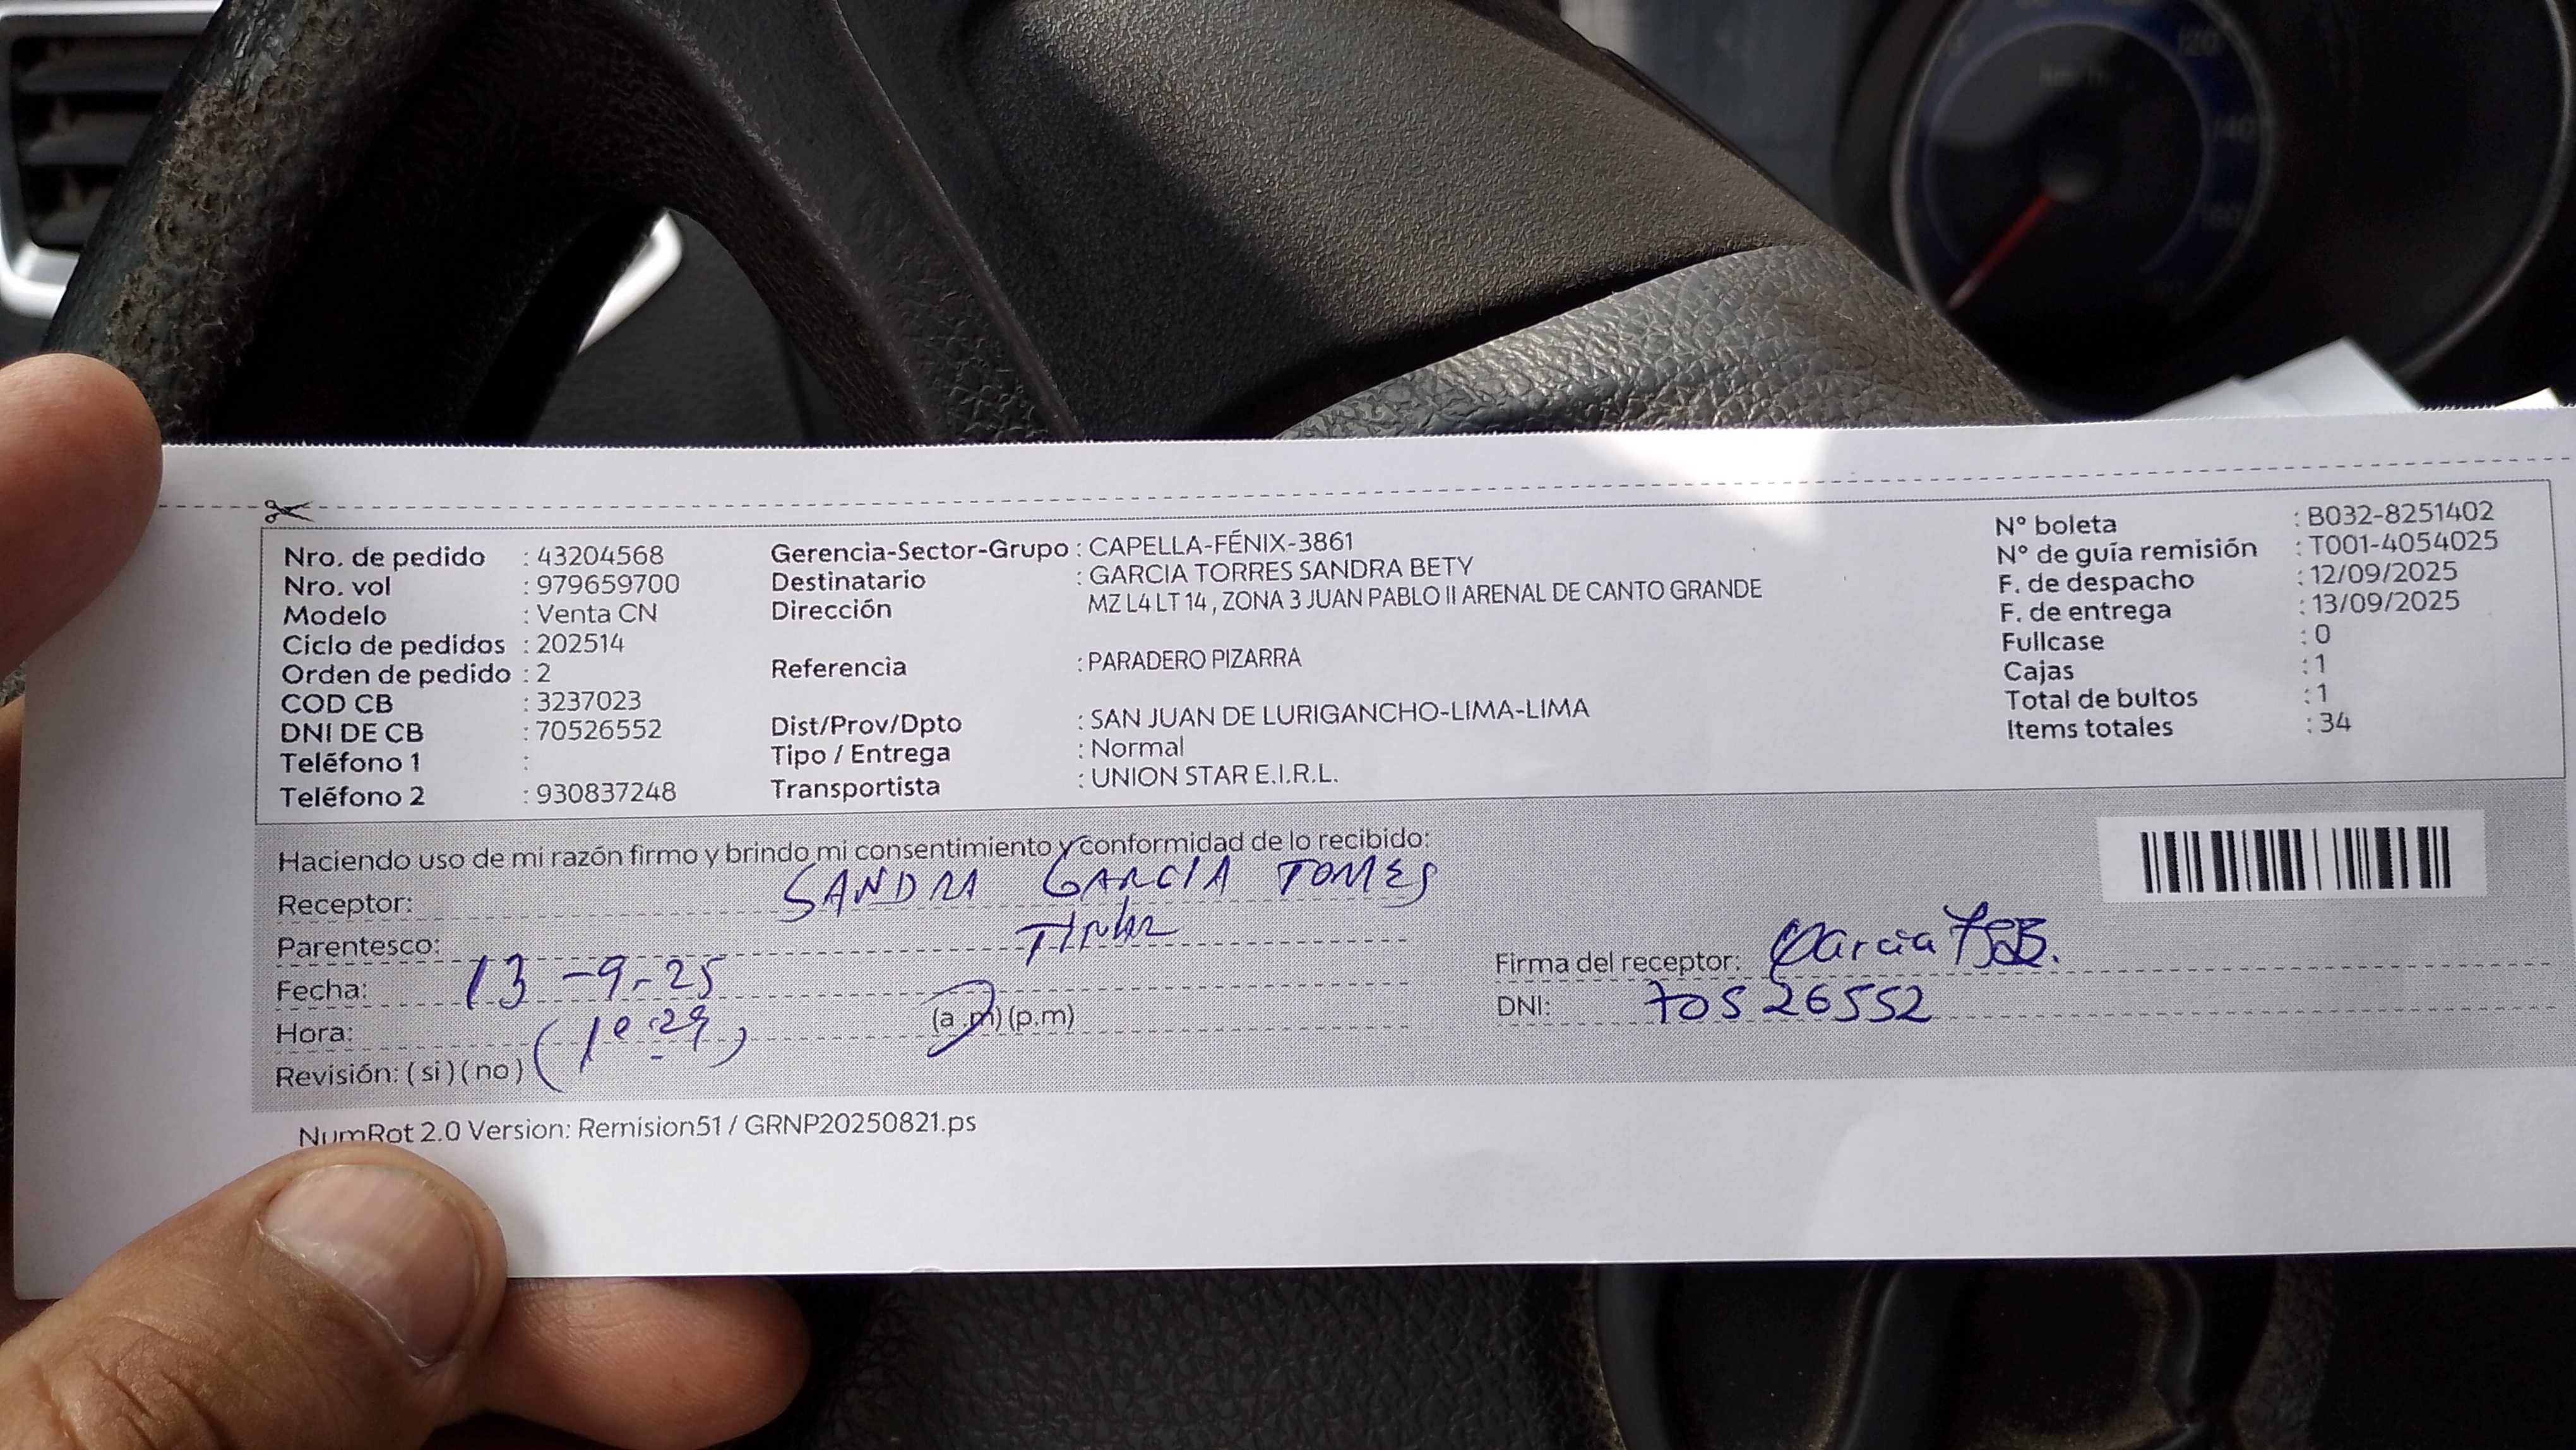 Nro. de pedido : 43204568
Nro. vol : 979659700
Modelo : Venta CN
Ciclo de pedidos : 202514
Orden de pedido : 2
COD CB : 3237023
DNI DE CB : 70526552
Teléfono 1 :
Teléfono 2 : 930837248
Gerencia-Sector-Grupo : CAPELLA-FÉNIX-3861
Destinatario : GARCIA TORRES SANDRA BETY
Dirección MZ L4 LT 14 , ZONA 3 JUAN PABLO II ARENAL DE CANTO GRANDE
Referencia : PARADERO PIZARRA
Dist/Prov/Dpto : SAN JUAN DE LURIGANCHO-LIMA-LIMA
Tipo / Entrega : Normal
Transportista : UNION STAR E.I.R.L.
N° boleta : B032-8251402
N° de guía remisión : T001-4054025
F. de despacho : 12/09/2025
F. de entrega : 13/09/2025
Fullcase : 0
Cajas : 1
Total de bultos : 1
Items totales : 34
Haciendo uso de mi razón firmo y brindo mi consentimiento y conformidad de lo recibido:
Receptor: SANDRA GARCIA TORRES
Parentesco:
Fecha: 13-9-25
Hora: (a.m) (p.m)
Revisión: (si) (no)
Firma del receptor: Garcia
DNI: 70526552
NumRot 2.0 Version: Remision51 / GRNP20250821.ps